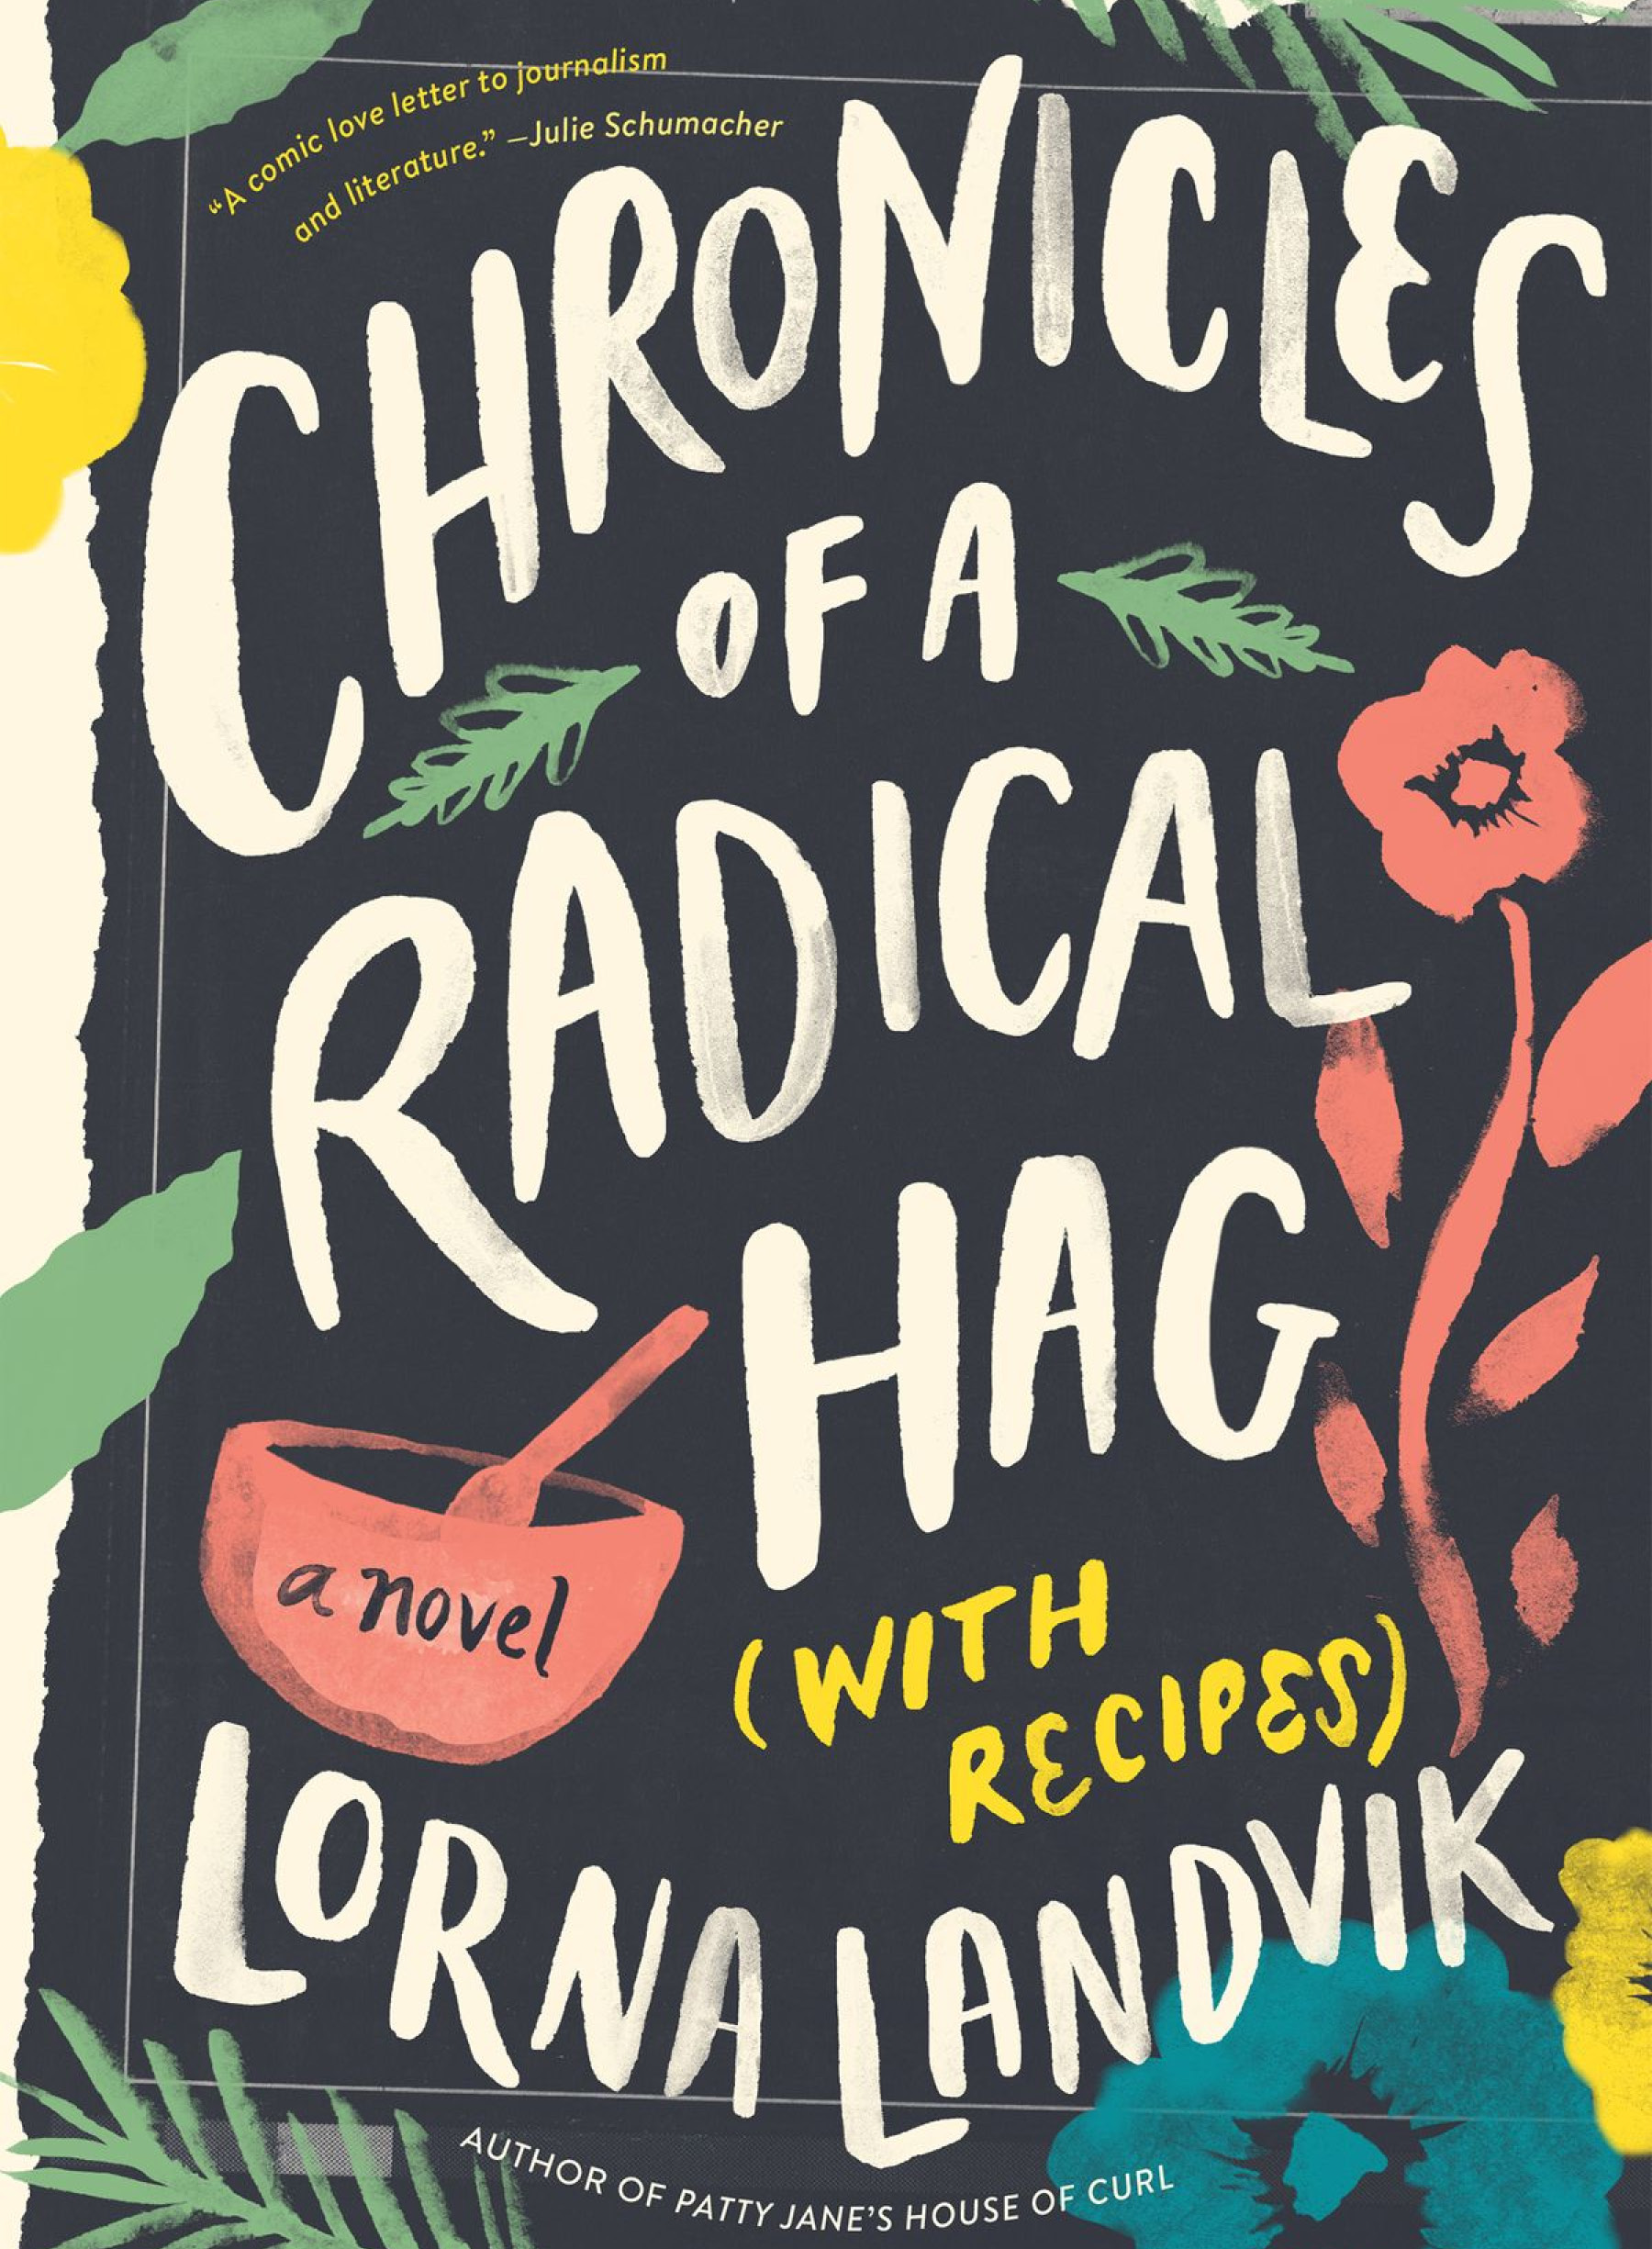 “A comic love letter to journalism
and literature.” —Julie Schumacher
CHRONICLES
OF A
RADICAL
HAG
(WITH
RECIPES)
a novel
LORNA LANDVIK
AUTHOR OF PATTY JANE’S HOUSE OF CURL